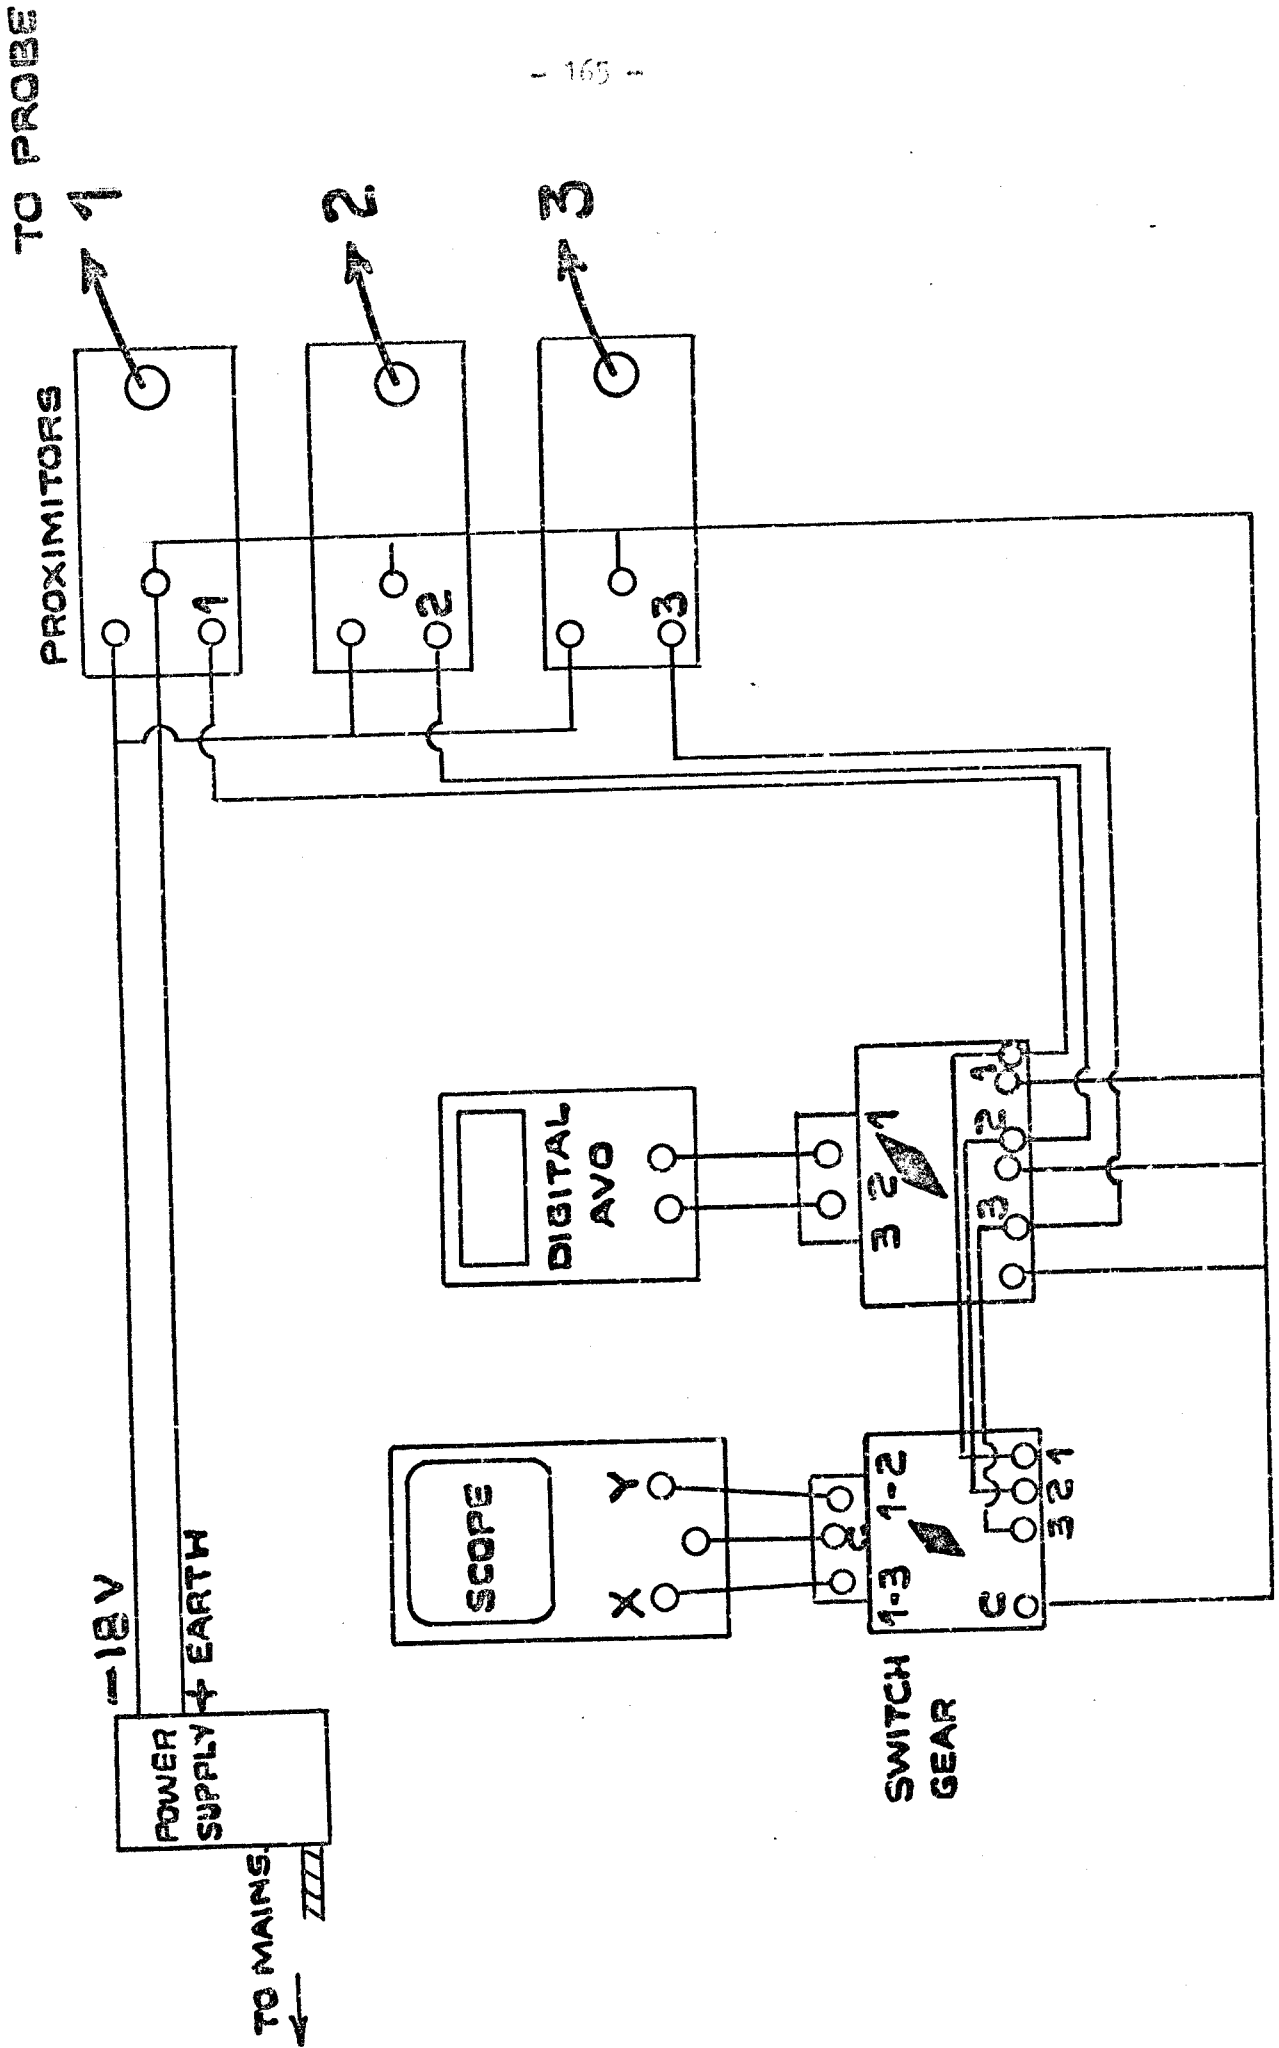 - 165 -
TO PROBE
1
2
3
PROXIMITORS
1
2
3
-18V
+ EARTH
POWER
SUPPLY
TO MAINS.
SCOPE
X
Y
DIGITAL
AVO
3 2 1
3
2
1
1-3
C
1-2
C
3 2 1
SWITCH
GEAR